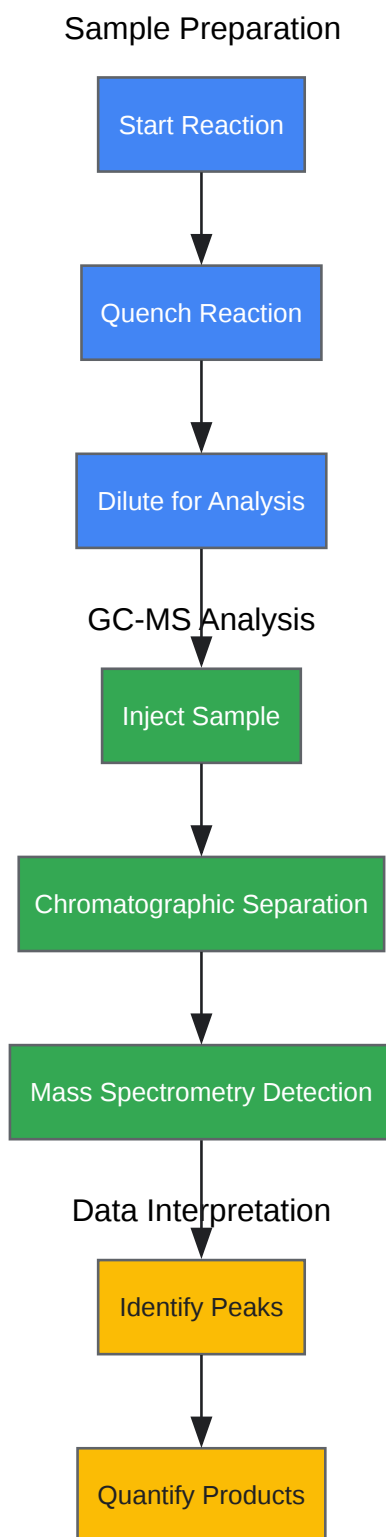 Sample Preparation
Start Reaction
Quench Reaction
Dilute for Analysis
GC-MS Analysis
Inject Sample
Chromatographic Separation
Mass Spectrometry Detection
Data Interpretation
Identify Peaks
Quantify Products